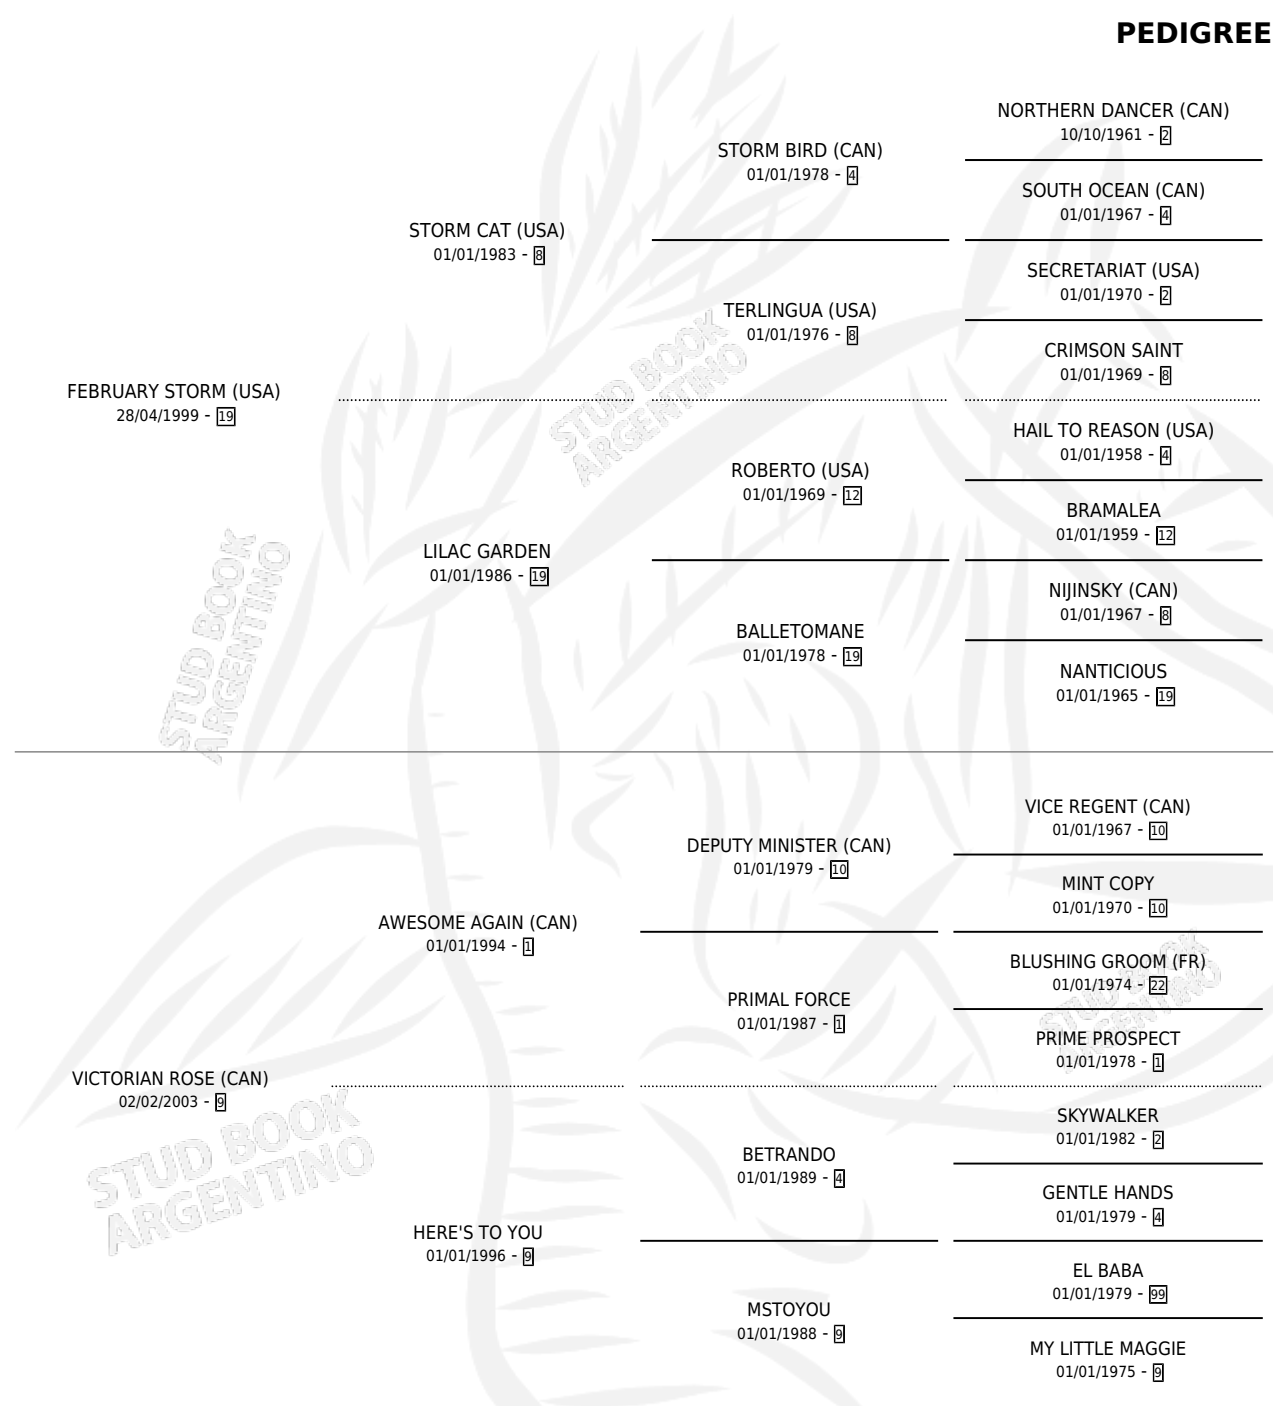 PEDIGREE
NORTHERN DANCER (CAN)
10/10/1961 - 2
STORM BIRD (CAN)
01/01/1978 - 4
SOUTH OCEAN (CAN)
01/01/1967 - 4
STORM CAT (USA)
01/01/1983 - 8
SECRETARIAT (USA)
01/01/1970 - 2
TERLINGUA (USA)
01/01/1976 - 8
CRIMSON SAINT
01/01/1969 - 8
FEBRUARY STORM (USA)
28/04/1999 - 19
HAIL TO REASON (USA)
01/01/1958 - 4
ROBERTO (USA)
01/01/1969 - 12
BRAMALEA
01/01/1959 - 12
LILAC GARDEN
01/01/1986 - 19
NIJINSKY (CAN)
01/01/1967 - 8
BALLETOMANE
01/01/1978 - 19
NANTICIOUS
01/01/1965 - 19
VICE REGENT (CAN)
01/01/1967 - 10
DEPUTY MINISTER (CAN)
01/01/1979 - 10
MINT COPY
01/01/1970 - 10
AWESOME AGAIN (CAN)
01/01/1994 - 1
BLUSHING GROOM (FR)
01/01/1974 - 22
PRIMAL FORCE
01/01/1987 - 1
PRIME PROSPECT
01/01/1978 - 1
VICTORIAN ROSE (CAN)
02/02/2003 - 9
SKYWALKER
01/01/1982 - 2
BETRANDO
01/01/1989 - 4
GENTLE HANDS
01/01/1979 - 4
HERE'S TO YOU
01/01/1996 - 9
EL BABA
01/01/1979 - 99
MSTOYOU
01/01/1988 - 9
MY LITTLE MAGGIE
01/01/1975 - 9
STUD BOOK
ARGENTINO
STUD BOOK
ARGENTINO
STUD BOOK
ARGENTINO
STUD BOOK
ARGENTINO